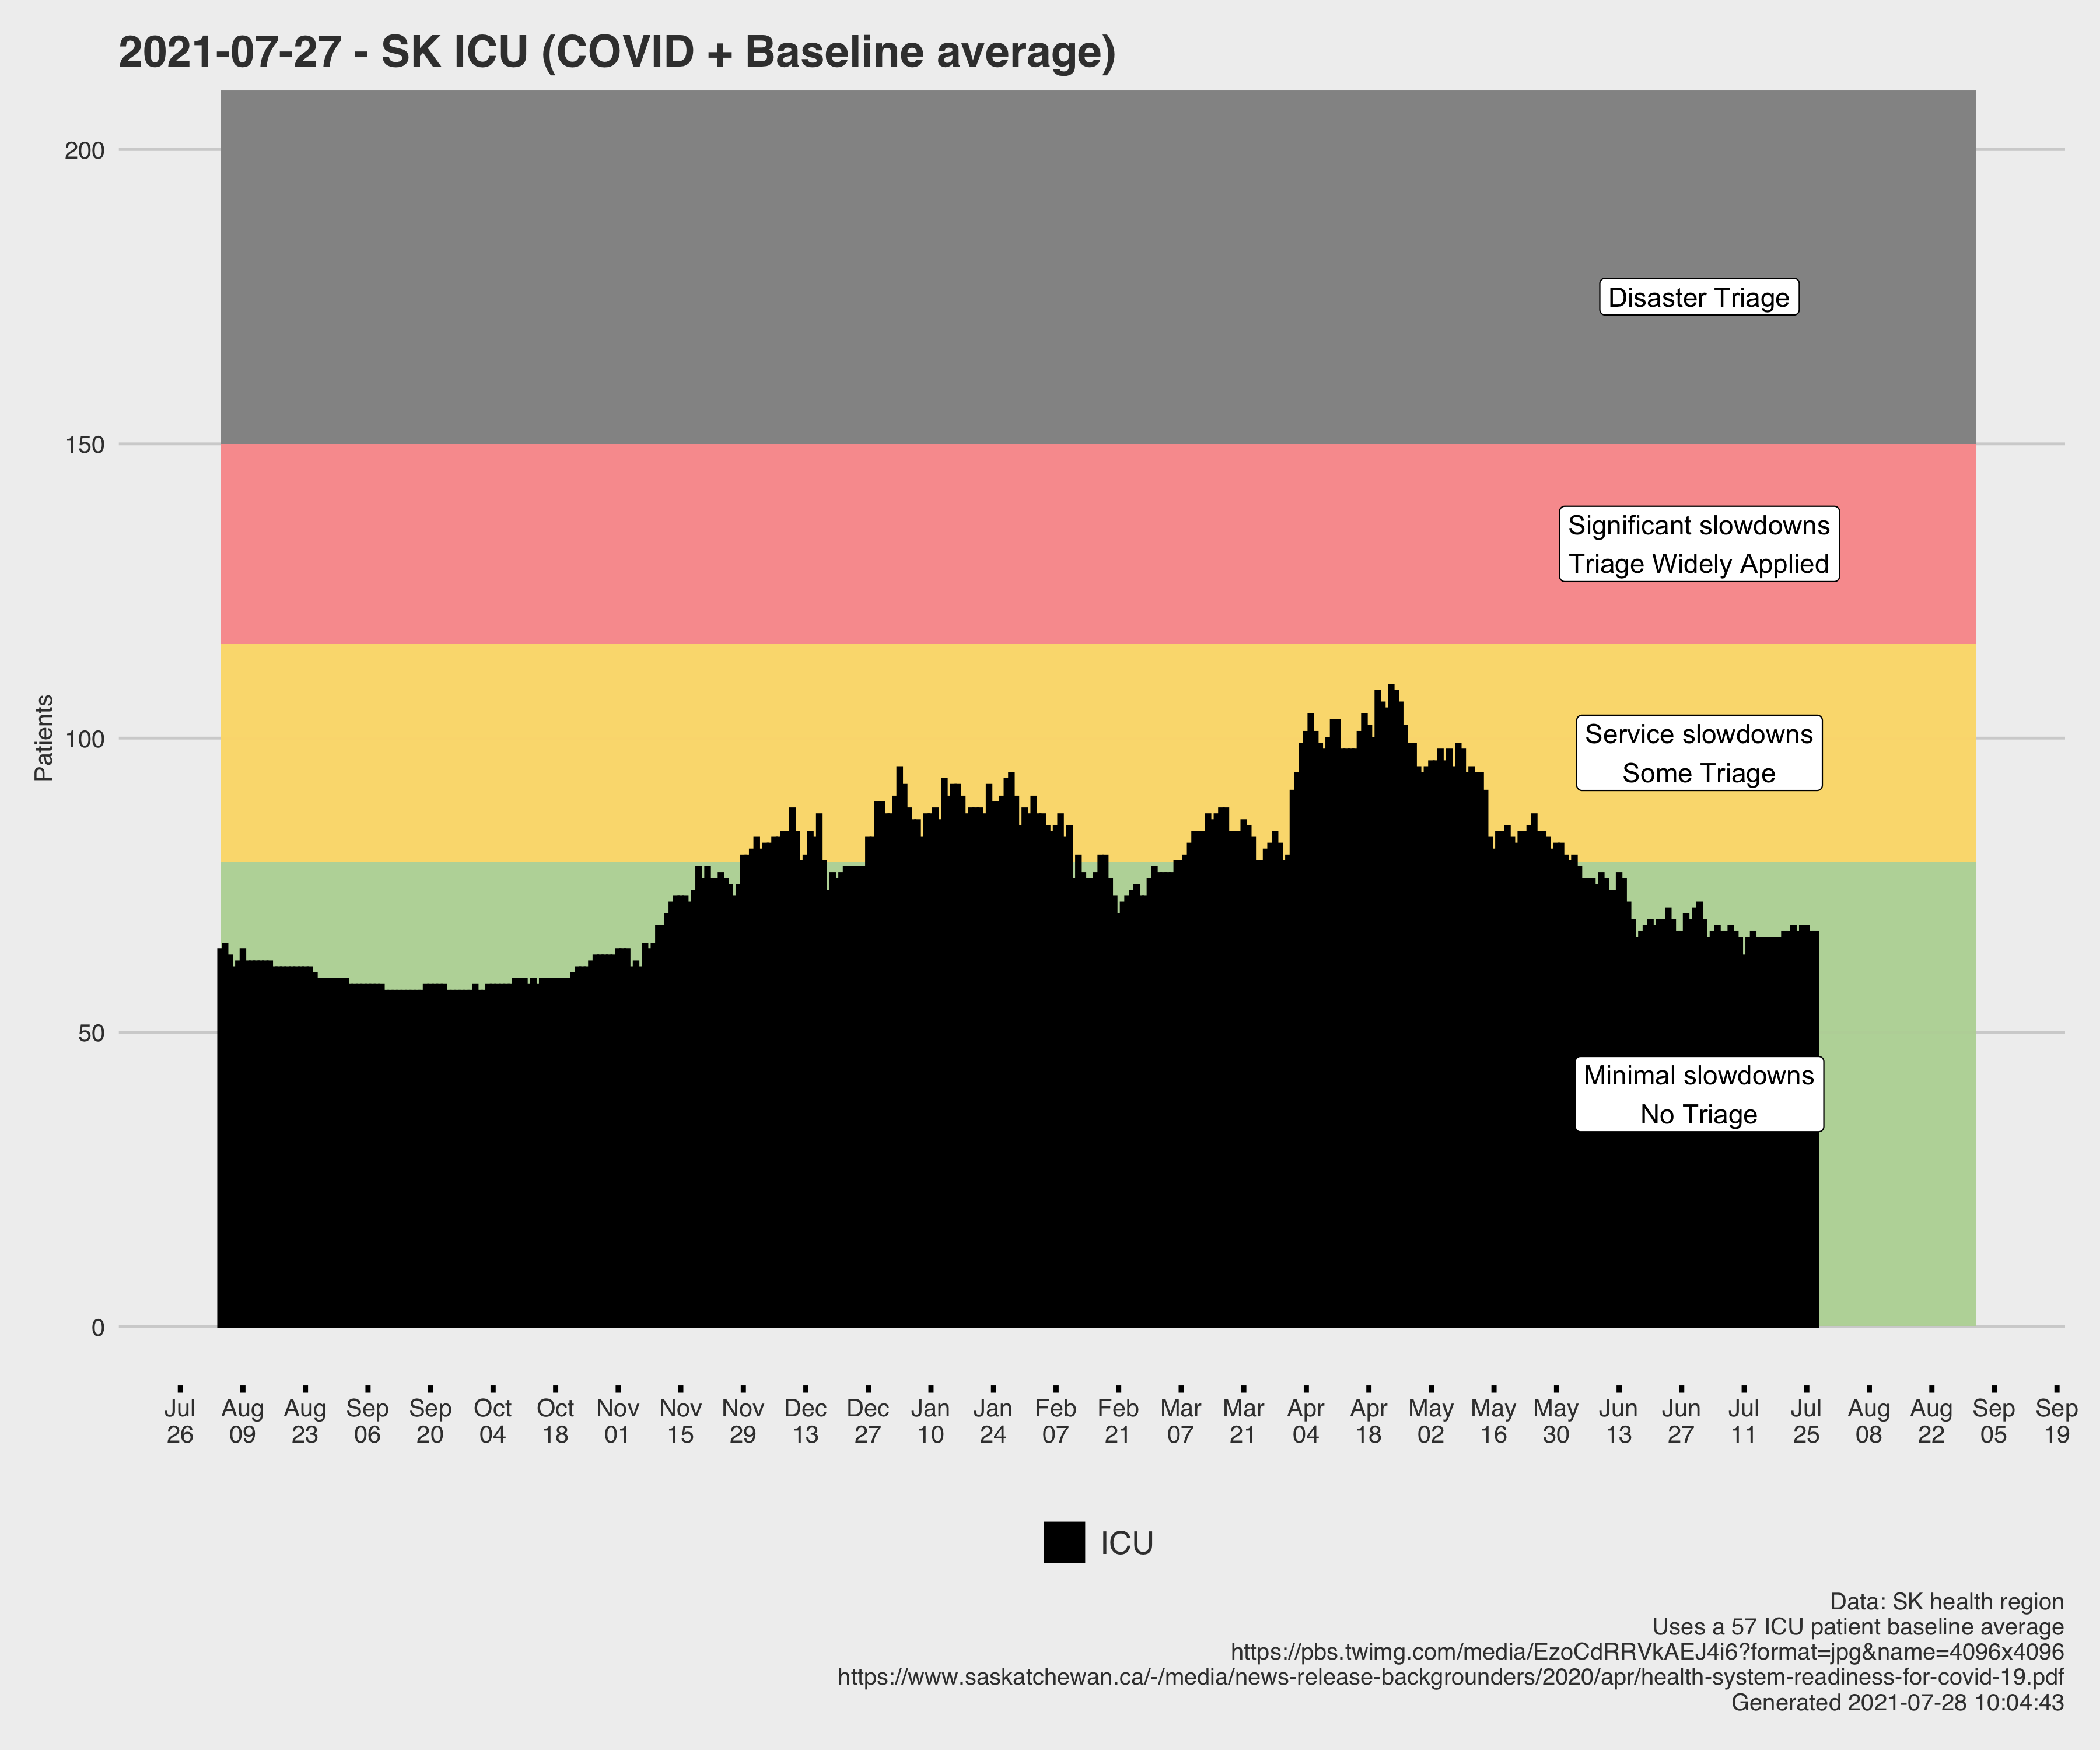 2021-07-27 - SK ICU (COVID + Baseline average)
200
150
100
50
0
Patients
Disaster Triage
Significant slowdowns
Triage Widely Applied
Service slowdowns
Some Triage
Minimal slowdowns
No Triage
Jul Aug Aug Sep Sep Oct Oct Nov Nov Nov Dec Dec Jan Jan Feb Feb Mar Mar Apr Apr May May May Jun Jun Jul Jul Aug Aug Sep Sep
26 09 23 06 20 04 18 01 15 29 13 27 10 24 07 21 07 21 04 18 02 16 30 13 27 11 25 08 22 05 19
ICU
Data: SK health region
Uses a 57 ICU patient baseline average
https://pbs.twimg.com/media/EzoCdRRVkAEJ4i6?format=jpg&name=4096x4096
https://www.saskatchewan.ca/-/media/news-release-backgrounders/2020/apr/health-system-readiness-for-covid-19.pdf
Generated 2021-07-28 10:04:43